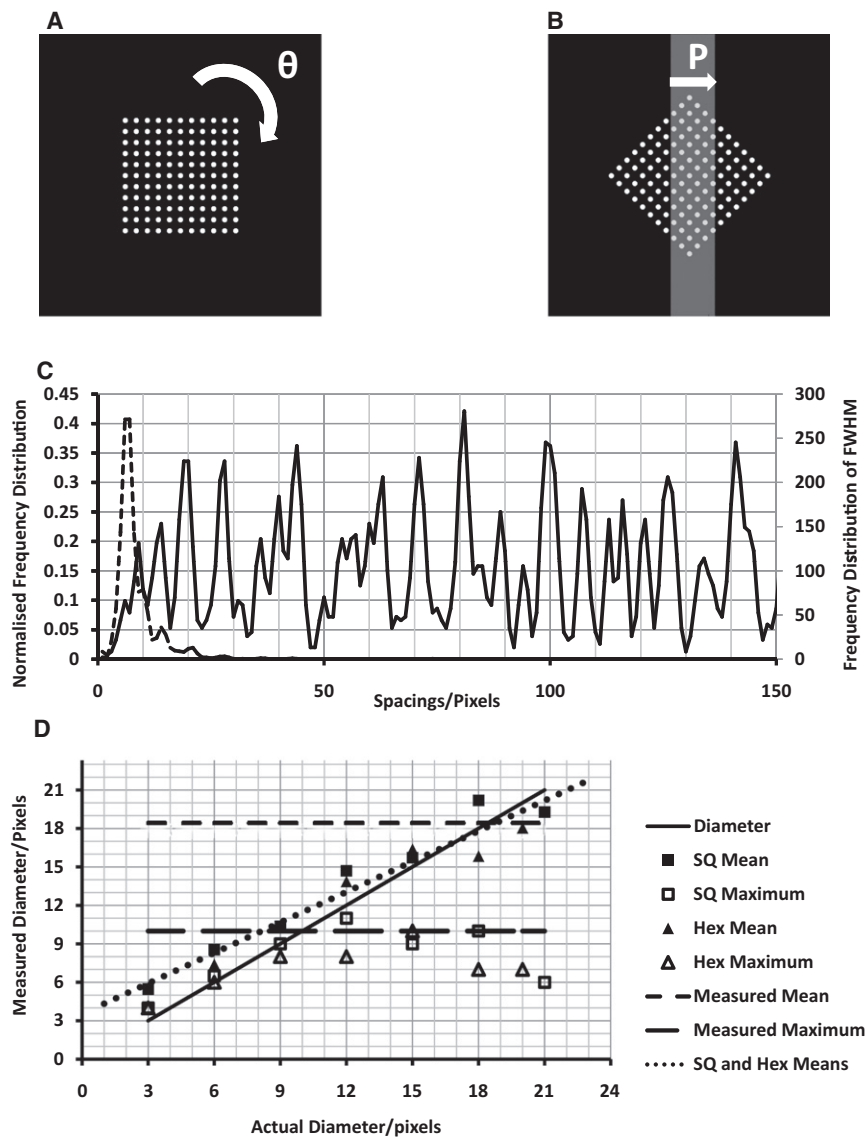 A
B
θ
P
C
Normalised Frequency Distribution
0.45
0.4
0.35
0.3
0.25
0.2
0.15
0.1
0.05
0
300
250
200
150
100
50
0
Frequency Distribution of FWHM
0
50
100
150
Spacings/Pixels
D
Measured Diameter/Pixels
21
18
15
12
9
6
3
0
0
3
6
9
12
15
18
21
24
Actual Diameter/pixels
Diameter
SQ Mean
SQ Maximum
Hex Mean
Hex Maximum
Measured Mean
Measured Maximum
SQ and Hex Means